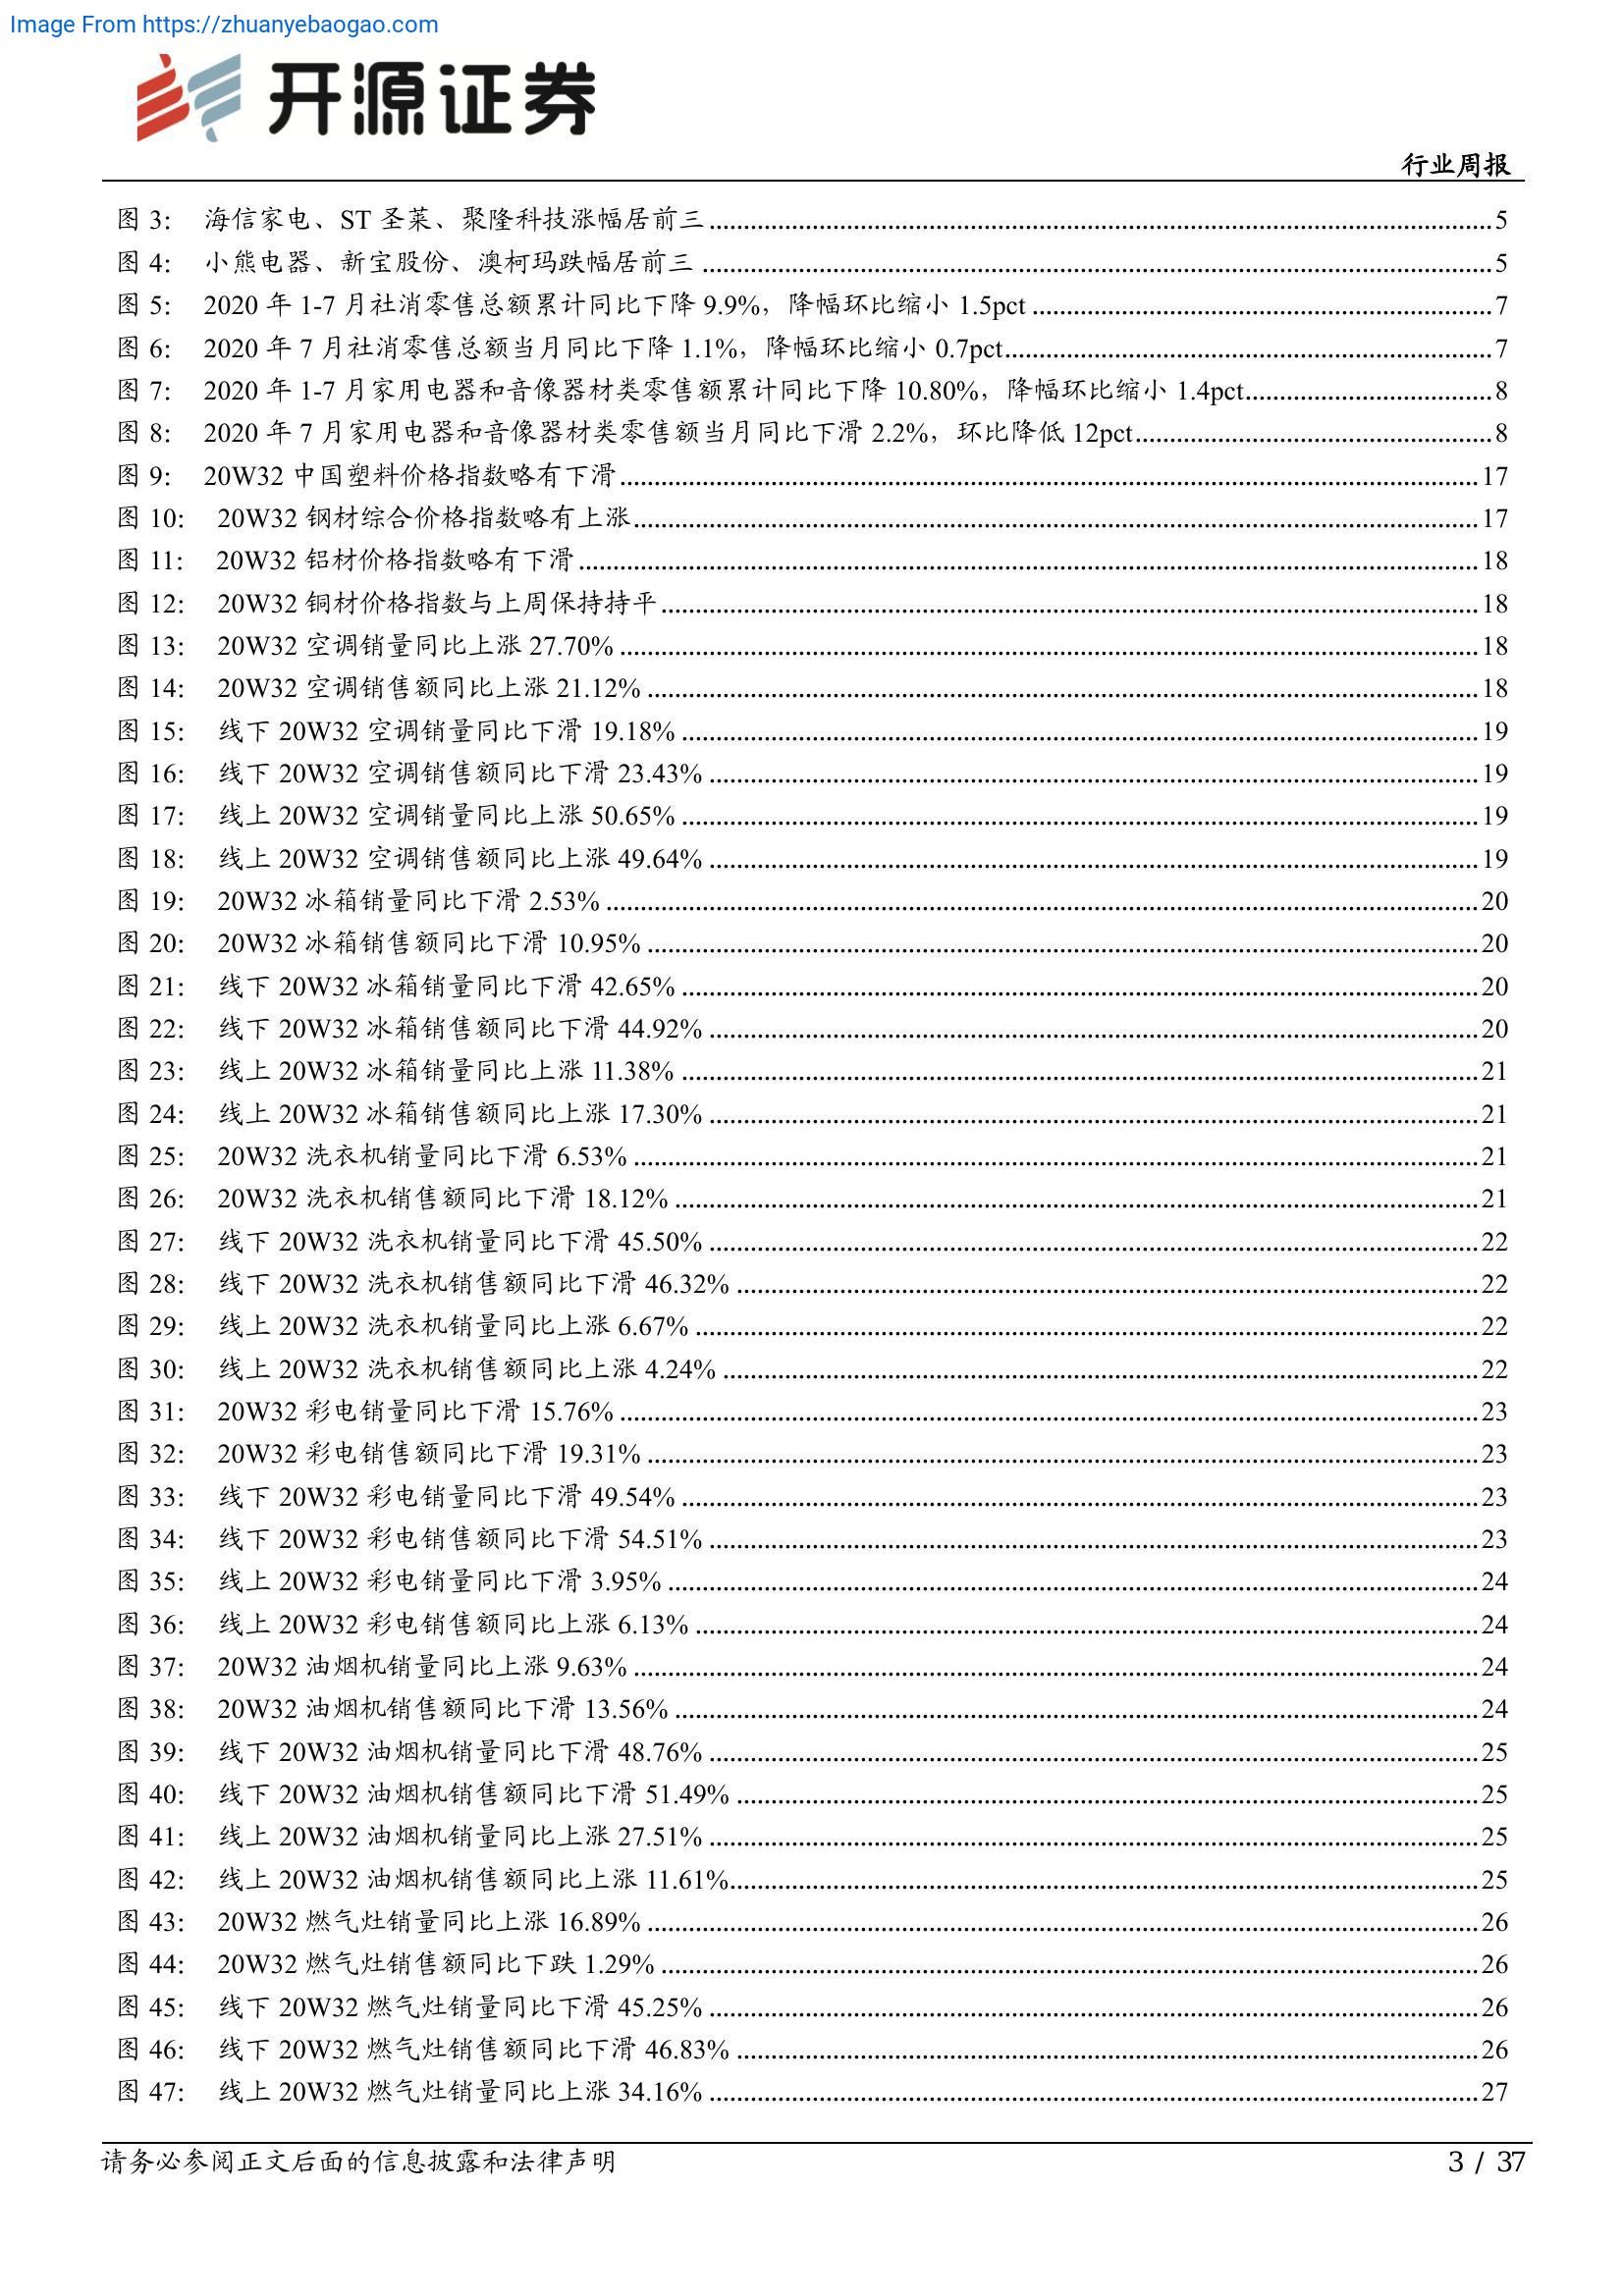 Image From https://zhuanyebaogao.com
开源证券
行业周报
图 3: 海信家电、ST 圣莱、聚隆科技涨幅居前三 5
图 4: 小熊电器、新宝股份、澳柯玛跌幅居前三 5
图 5: 2020 年 1-7 月社消零售总额累计同比下降 9.9%，降幅环比缩小 1.5pct 7
图 6: 2020 年 7 月社消零售总额当月同比下降 1.1%，降幅环比缩小 0.7pct 7
图 7: 2020 年 1-7 月家用电器和音像器材类零售额累计同比下降 10.80%，降幅环比缩小 1.4pct 8
图 8: 2020 年 7 月家用电器和音像器材类零售额当月同比下滑 2.2%，环比降低 12pct 8
图 9: 20W32 中国塑料价格指数略有下滑 17
图 10: 20W32 钢材综合价格指数略有上涨 17
图 11: 20W32 铝材价格指数略有下滑 18
图 12: 20W32 铜材价格指数与上周保持持平 18
图 13: 20W32 空调销量同比上涨 27.70% 18
图 14: 20W32 空调销售额同比上涨 21.12% 18
图 15: 线下 20W32 空调销量同比下滑 19.18% 19
图 16: 线下 20W32 空调销售额同比下滑 23.43% 19
图 17: 线上 20W32 空调销量同比上涨 50.65% 19
图 18: 线上 20W32 空调销售额同比上涨 49.64% 19
图 19: 20W32 冰箱销量同比下滑 2.53% 20
图 20: 20W32 冰箱销售额同比下滑 10.95% 20
图 21: 线下 20W32 冰箱销量同比下滑 42.65% 20
图 22: 线下 20W32 冰箱销售额同比下滑 44.92% 20
图 23: 线上 20W32 冰箱销量同比上涨 11.38% 21
图 24: 线上 20W32 冰箱销售额同比上涨 17.30% 21
图 25: 20W32 洗衣机销量同比下滑 6.53% 21
图 26: 20W32 洗衣机销售额同比下滑 18.12% 21
图 27: 线下 20W32 洗衣机销量同比下滑 45.50% 22
图 28: 线下 20W32 洗衣机销售额同比下滑 46.32% 22
图 29: 线上 20W32 洗衣机销量同比上涨 6.67% 22
图 30: 线上 20W32 洗衣机销售额同比上涨 4.24% 22
图 31: 20W32 彩电销量同比下滑 15.76% 23
图 32: 20W32 彩电销售额同比下滑 19.31% 23
图 33: 线下 20W32 彩电销量同比下滑 49.54% 23
图 34: 线下 20W32 彩电销售额同比下滑 54.51% 23
图 35: 线上 20W32 彩电销量同比下滑 3.95% 24
图 36: 线上 20W32 彩电销售额同比上涨 6.13% 24
图 37: 20W32 油烟机销量同比上涨 9.63% 24
图 38: 20W32 油烟机销售额同比下滑 13.56% 24
图 39: 线下 20W32 油烟机销量同比下滑 48.76% 25
图 40: 线下 20W32 油烟机销售额同比下滑 51.49% 25
图 41: 线上 20W32 油烟机销量同比上涨 27.51% 25
图 42: 线上 20W32 油烟机销售额同比上涨 11.61% 25
图 43: 20W32 燃气灶销量同比上涨 16.89% 26
图 44: 20W32 燃气灶销售额同比下跌 1.29% 26
图 45: 线下 20W32 燃气灶销量同比下滑 45.25% 26
图 46: 线下 20W32 燃气灶销售额同比下滑 46.83% 26
图 47: 线上 20W32 燃气灶销量同比上涨 34.16% 27
请务必参阅正文后面的信息披露和法律声明 3 / 37